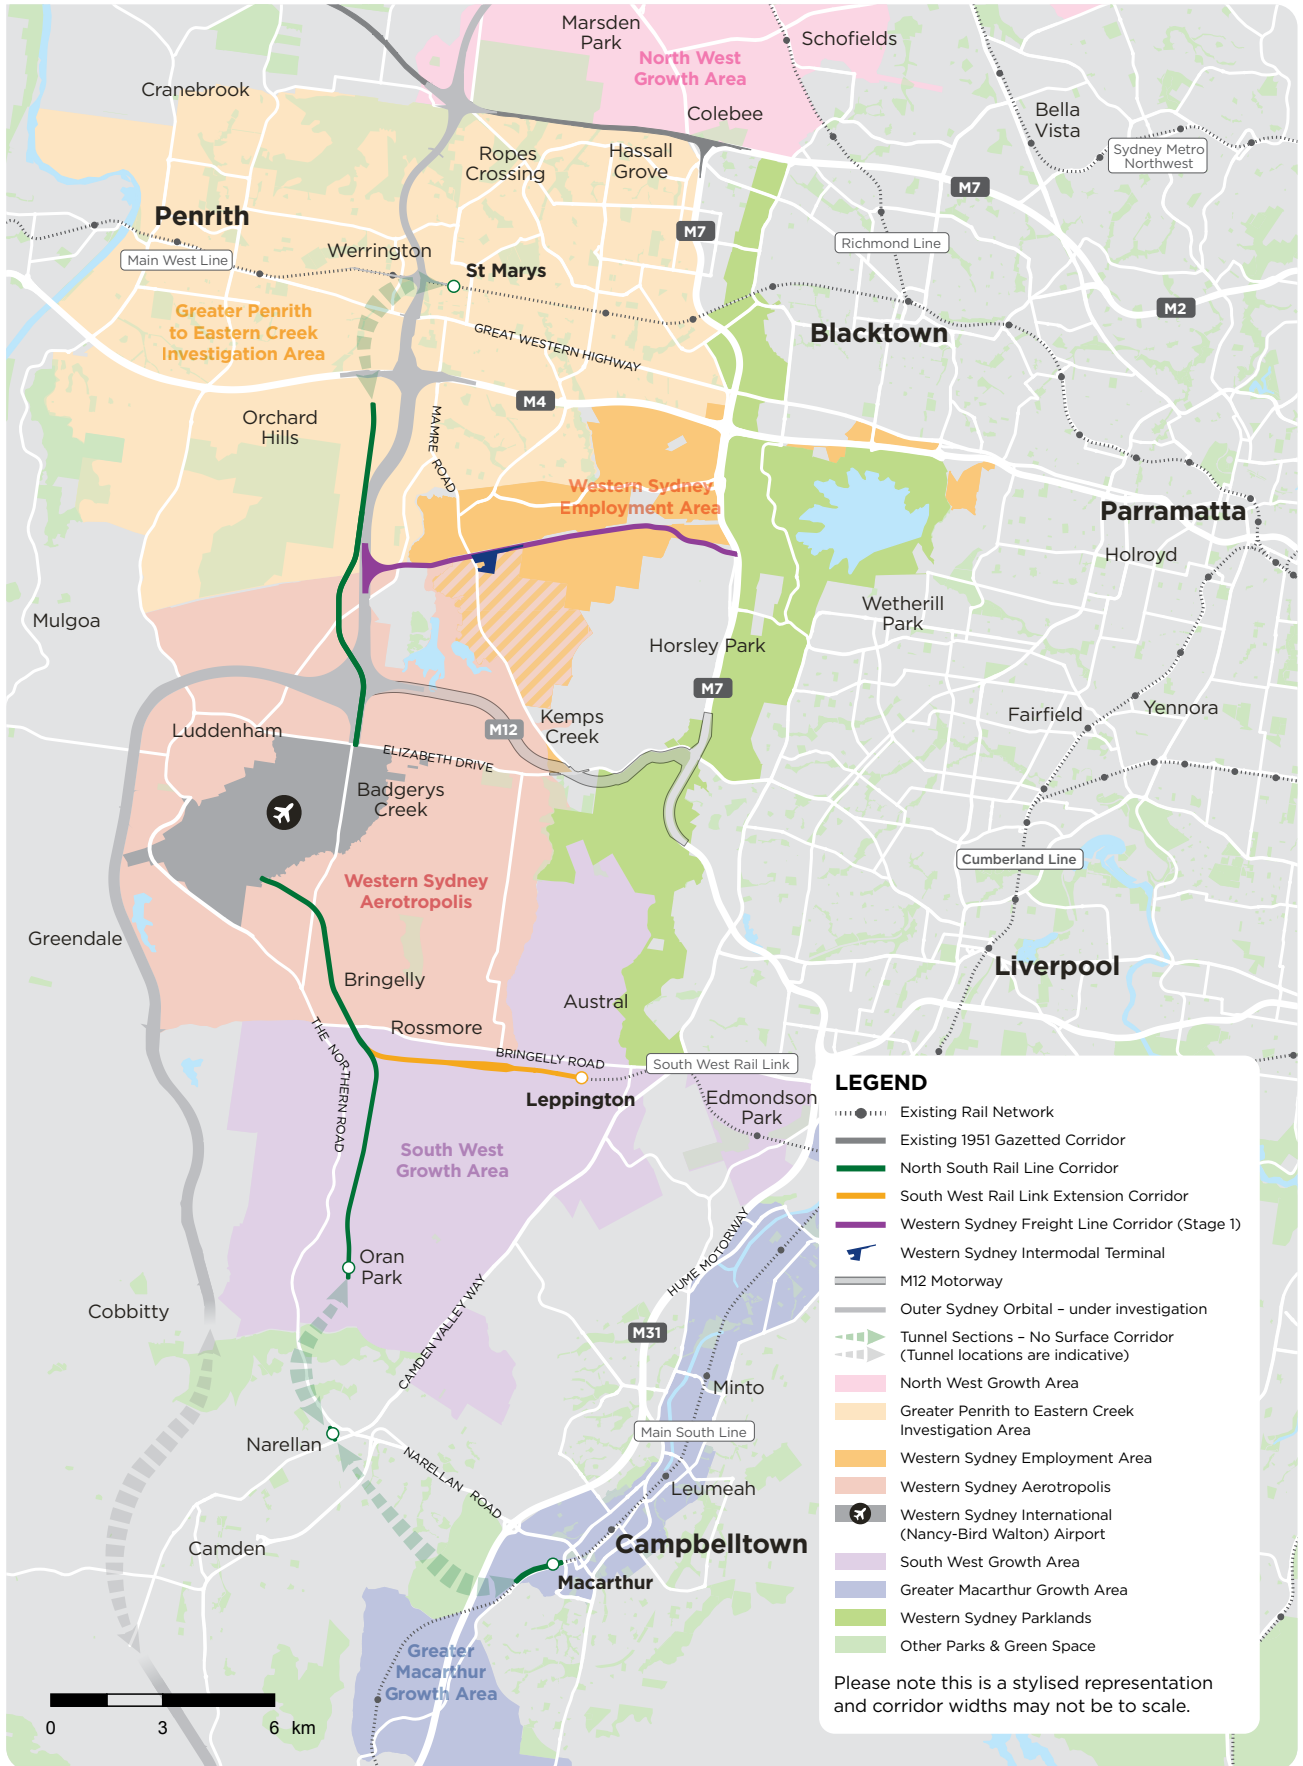 Marsden
Park
Schofields
North West
Growth Area
Cranebrook
Colebee
Bella
Vista
Ropes
Crossing
Hassall
Grove
Sydney Metro
Northwest
M7
Penrith
M7
Richmond Line
Werrington
Main West Line
St Marys
M2
Greater Penrith
to Eastern Creek
Investigation Area
GREAT WESTERN HIGHWAY
Blacktown
M4
Orchard
Hills
MAMRE ROAD
Western Sydney
Employment Area
Parramatta
Holroyd
Mulgoa
Wetherill
Park
Horsley Park
M7
Luddenham
M12
Kemps
Creek
Fairfield
Yennora
ELIZABETH DRIVE
Badgerys
Creek
Cumberland Line
Western Sydney
Aerotropolis
Greendale
Liverpool
Bringelly
Austral
Rossmore
THE NORTHERN ROAD
BRINGELLY ROAD
South West Rail Link
Leppington
Edmondson
Park
South West
Growth Area
Oran
Park
HUME MOTORWAY
Cobbitty
CAMDEN VALLEY WAY
M31
Minto
Main South Line
Narellan
NARELLAN ROAD
Leumeah
Camden
Campbelltown
Macarthur
Greater
Macarthur
Growth Area
0 3 6 km
LEGEND
Existing Rail Network
Existing 1951 Gazetted Corridor
North South Rail Line Corridor
South West Rail Link Extension Corridor
Western Sydney Freight Line Corridor (Stage 1)
Western Sydney Intermodal Terminal
M12 Motorway
Outer Sydney Orbital – under investigation
Tunnel Sections – No Surface Corridor
(Tunnel locations are indicative)
North West Growth Area
Greater Penrith to Eastern Creek
Investigation Area
Western Sydney Employment Area
Western Sydney Aerotropolis
Western Sydney International
(Nancy-Bird Walton) Airport
South West Growth Area
Greater Macarthur Growth Area
Western Sydney Parklands
Other Parks & Green Space
Please note this is a stylised representation
and corridor widths may not be to scale.